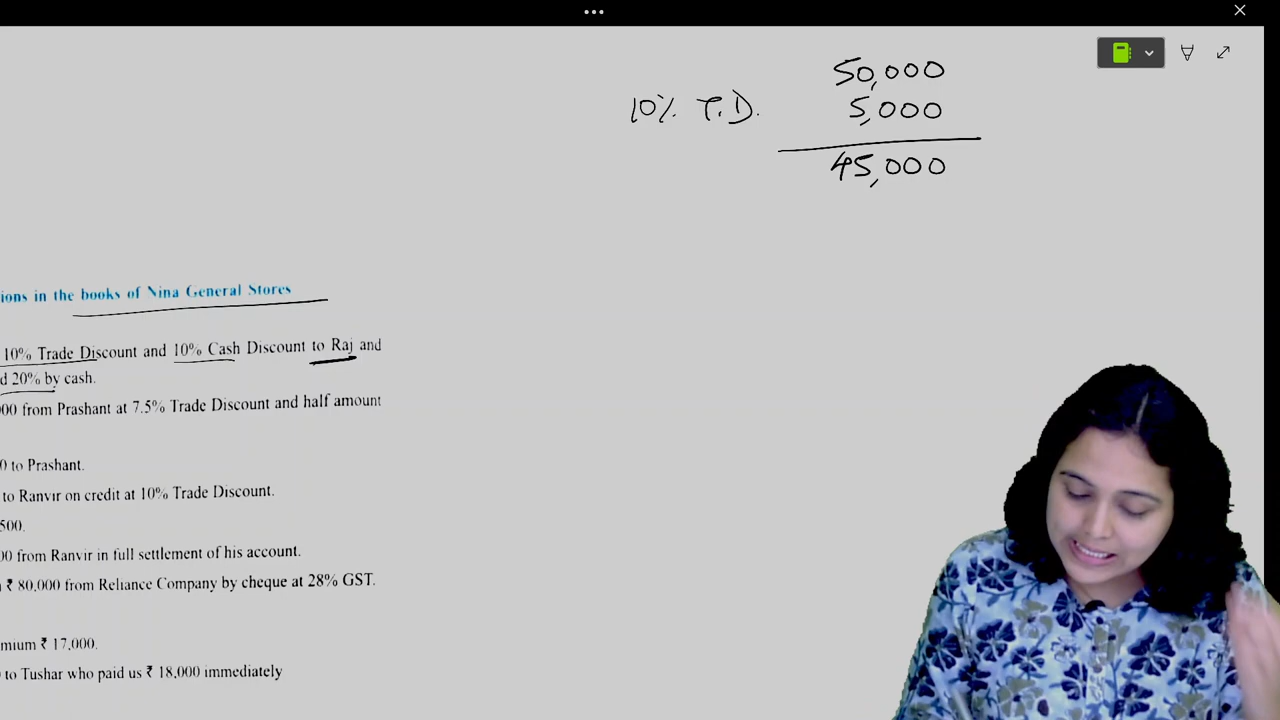 50,000
10% T.D. 5,000
45,000
ions in the books of Nina General Stores
10% Trade Discount and 10% Cash Discount to Raj and
d 20% by cash.
00 from Prashant at 7.5% Trade Discount and half amount
0 to Prashant.
to Ranvir on credit at 10% Trade Discount.
500.
00 from Ranvir in full settlement of his account.
₹ 80,000 from Reliance Company by cheque at 28% GST.
mium ₹ 17,000.
to Tushar who paid us ₹ 18,000 immediately